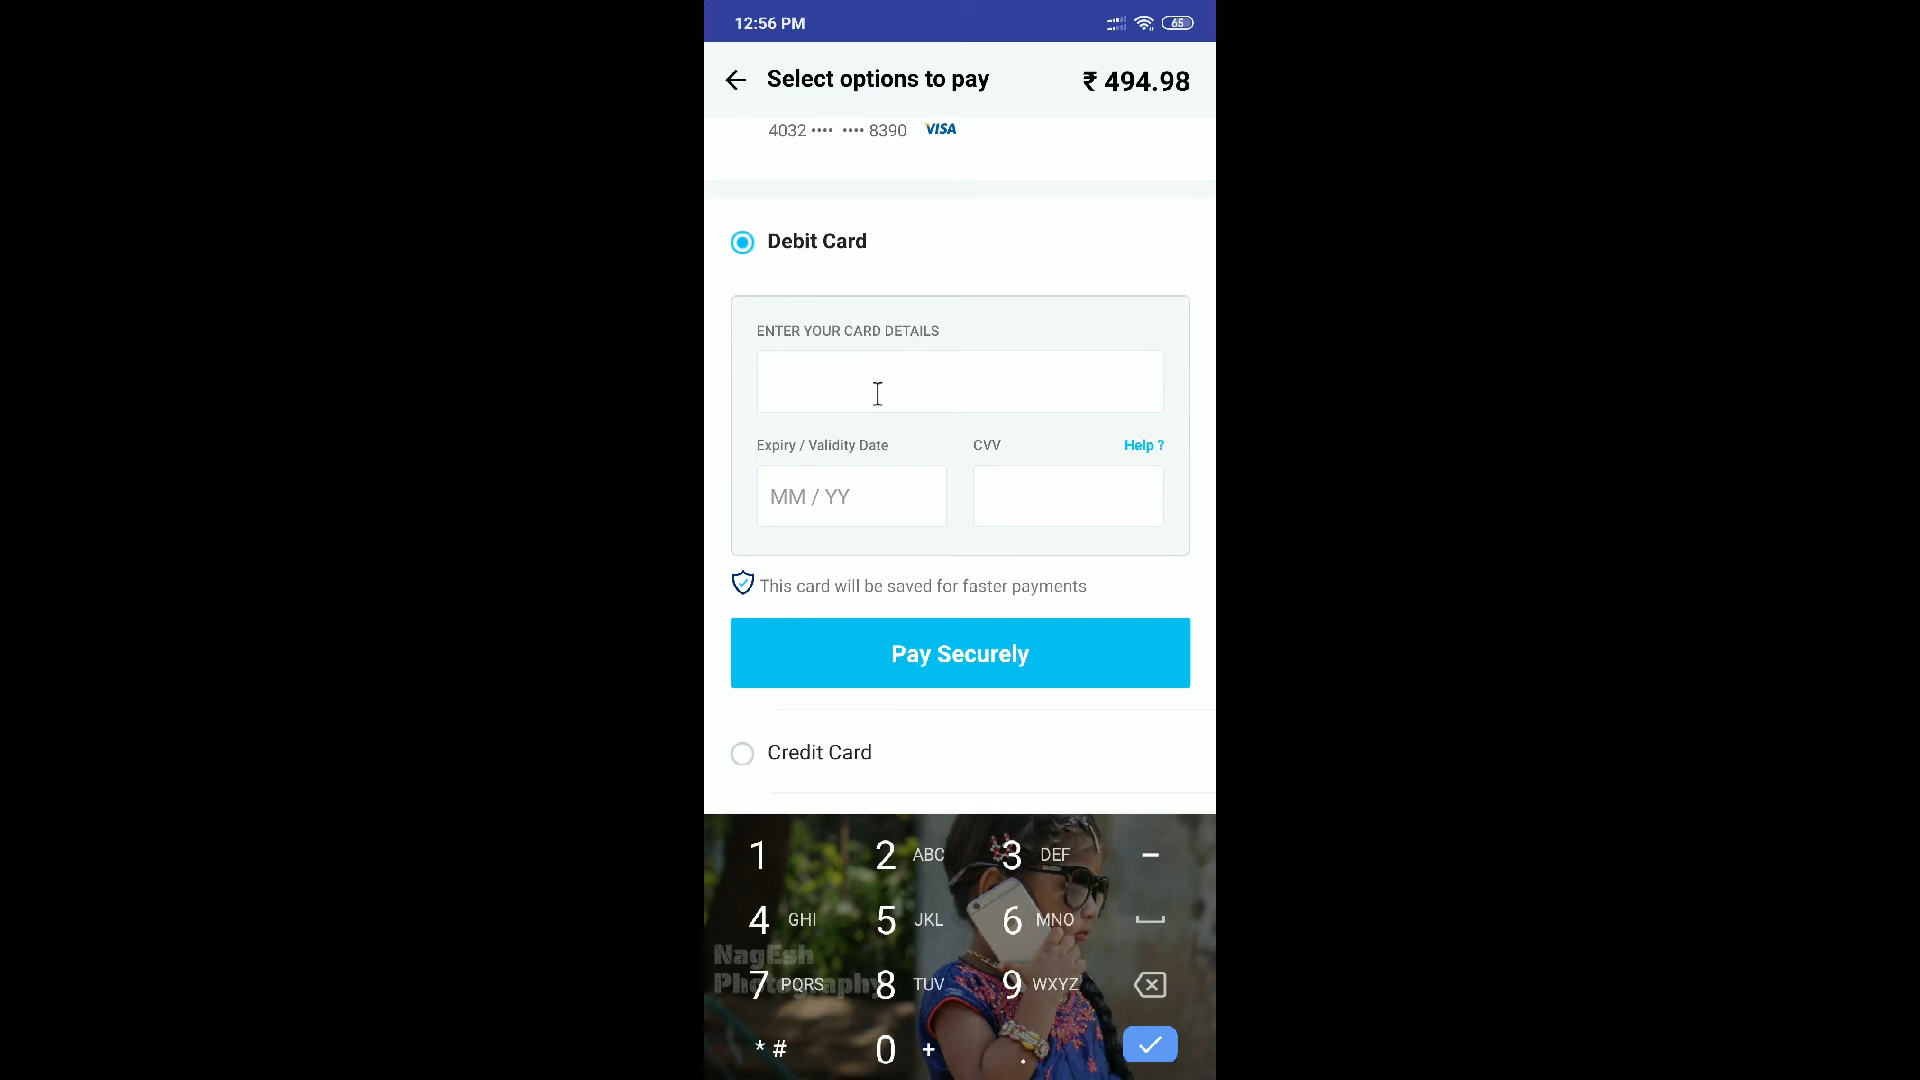 12:56 PM
65
Select options to pay
₹ 494.98
4032 •••• •••• 8390 VISA
Debit Card
ENTER YOUR CARD DETAILS
Expiry / Validity Date
CVV
Help ?
MM / YY
This card will be saved for faster payments
Pay Securely
Credit Card
1
2 ABC
3 DEF
-
4 GHI
5 JKL
6 MNO
NagEsh
Photography
7 PQRS
8 TUV
9 WXYZ
* #
0 +
.